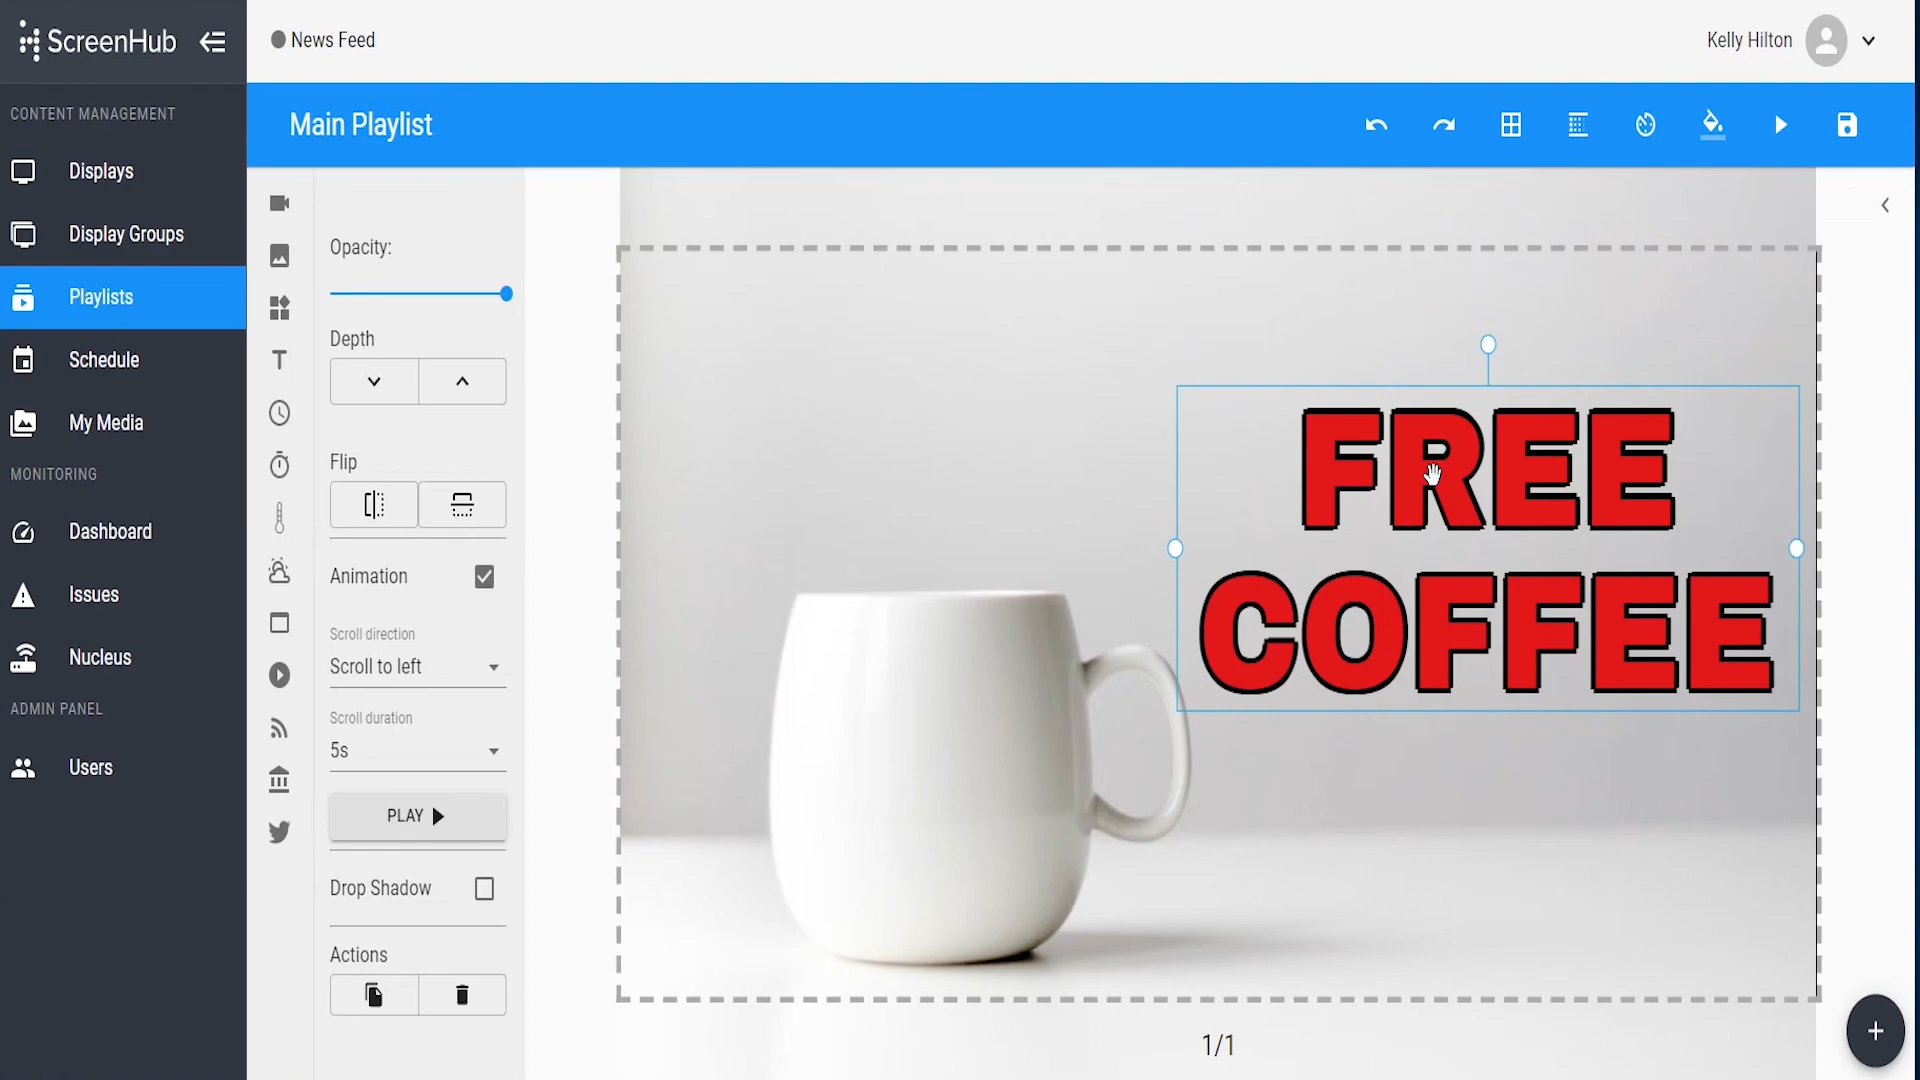 ScreenHub
News Feed
Kelly Hilton
CONTENT MANAGEMENT
Main Playlist
Displays
Display Groups
Playlists
Schedule
My Media
MONITORING
Dashboard
Issues
Nucleus
ADMIN PANEL
Users
Opacity:
Depth
Flip
Animation
Scroll direction
Scroll to left
Scroll duration
5s
PLAY
Drop Shadow
Actions
FREE
COFFEE
1/1